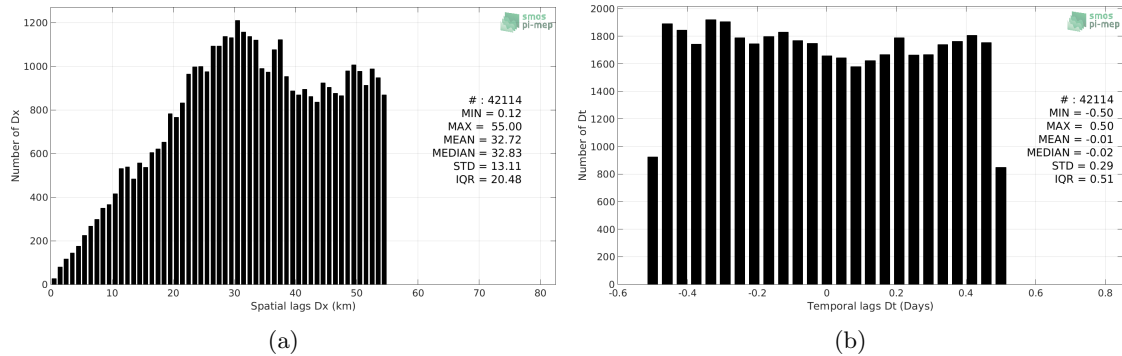 smos
pi-mep
1200
1000
800
600
400
200
0
Number of Dx
# : 42114
MIN = 0.12
MAX = 55.00
MEAN = 32.72
MEDIAN = 32.83
STD = 13.11
IQR = 20.48
0 10 20 30 40 50 60 70 80
Spatial lags Dx (km)
(a)
smos
pi-mep
2000
1800
1600
1400
1200
1000
800
600
400
200
0
Number of Dt
# : 42114
MIN = -0.50
MAX = 0.50
MEAN = -0.01
MEDIAN = -0.02
STD = 0.29
IQR = 0.51
-0.6 -0.4 -0.2 0 0.2 0.4 0.6 0.8
Temporal lags Dt (Days)
(b)